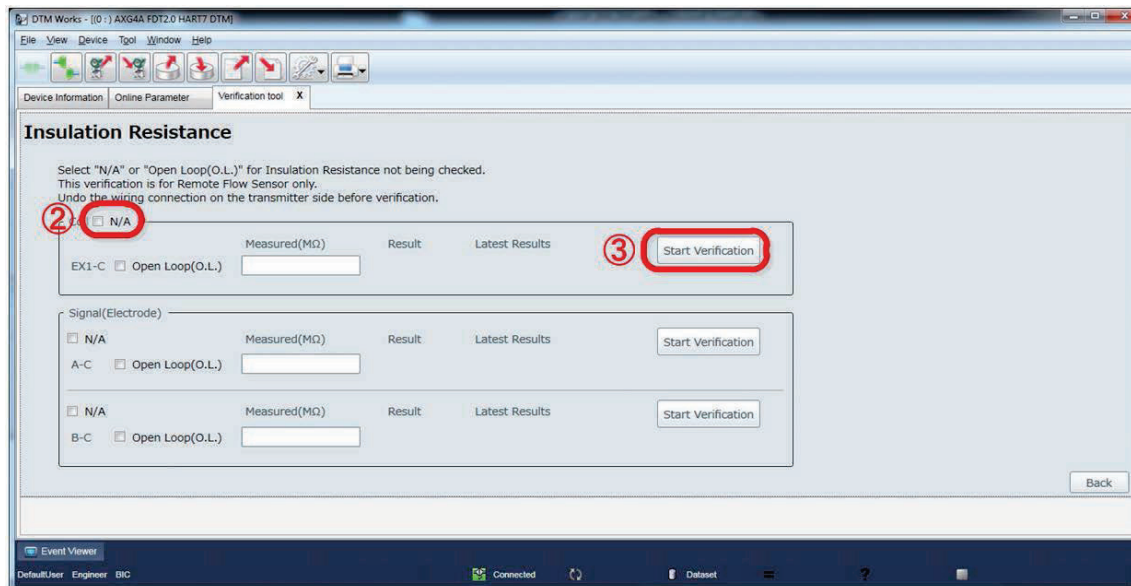 DTM Works - [(0 : ) AXG4A FDT2.0 HART7 DTM]
File View Device Tool Window Help
Device Information Online Parameter Verification tool X
Insulation Resistance
Select "N/A" or "Open Loop(O.L.)" for Insulation Resistance not being checked.
This verification is for Remote Flow Sensor only.
Undo the wiring connection on the transmitter side before verification.
② N/A
Measured(MΩ) Result Latest Results ③ Start Verification
EX1-C Open Loop(O.L.)
Signal(Electrode)
N/A Measured(MΩ) Result Latest Results Start Verification
A-C Open Loop(O.L.)
N/A Measured(MΩ) Result Latest Results Start Verification
B-C Open Loop(O.L.)
Back
Event Viewer
DefaultUser Engineer BIC Connected Dataset = ?